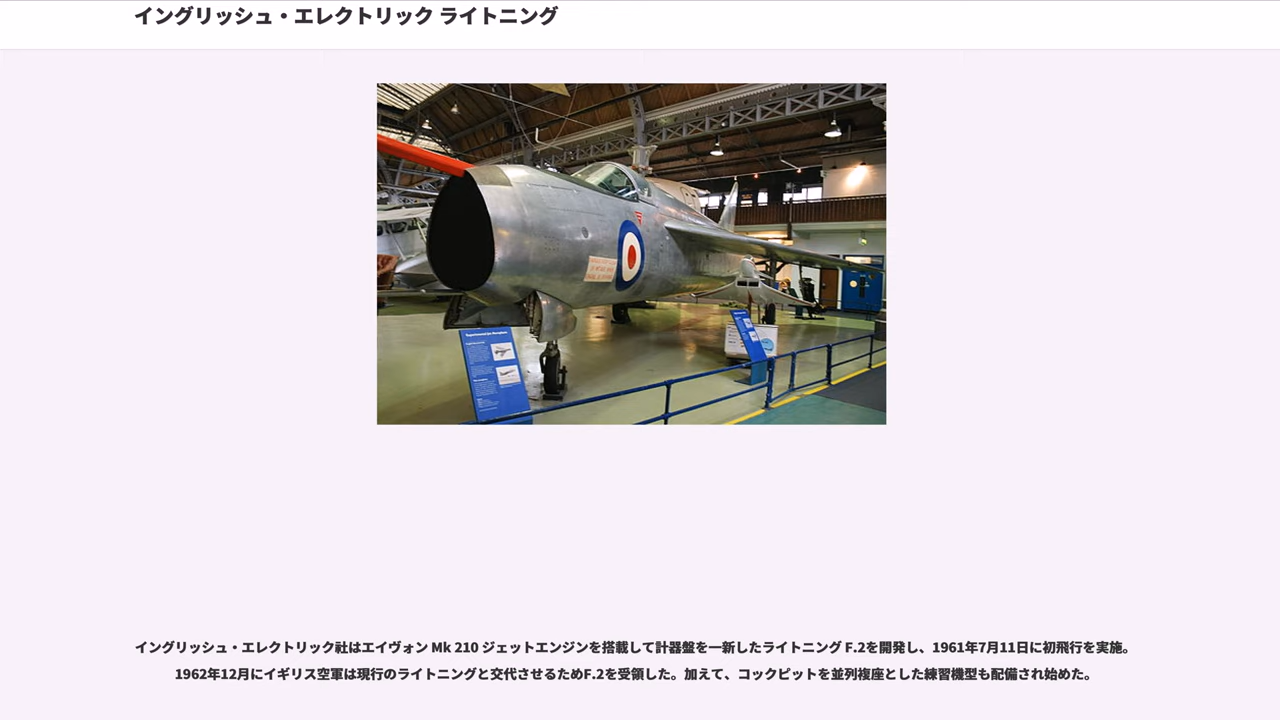 イングリッシュ・エレクトリック ライトニング
イングリッシュ・エレクトリック社はエイヴォン Mk 210 ジェットエンジンを搭載して計器盤を一新したライトニング F.2を開発し、1961年7月11日に初飛行を実施。
1962年12月にイギリス空軍は現行のライトニングと交代させるためF.2を受領した。加えて、コックピットを並列複座とした練習機型も配備され始めた。